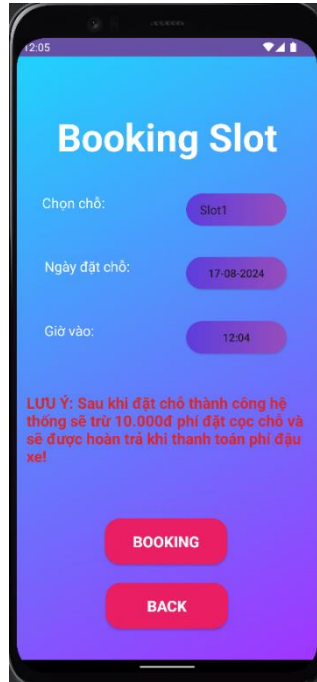 12:05
Booking Slot
Chọn chỗ:
Slot1
Ngày đặt chỗ:
17-08-2024
Giờ vào:
12:04
LƯU Ý: Sau khi đặt chỗ thành công hệ
thống sẽ trừ 10.000đ phí đặt cọc chỗ và
sẽ được hoàn trả khi thanh toán phí đậu
xe!
BOOKING
BACK